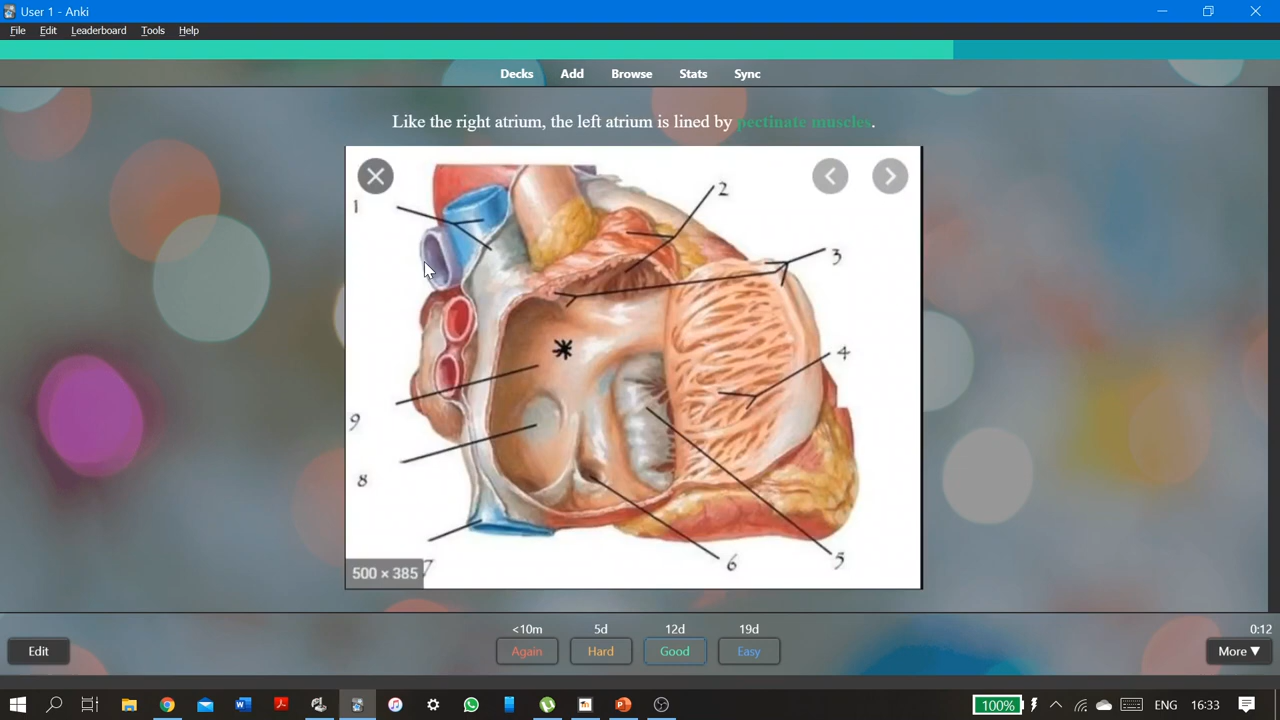 User 1 - Anki
File Edit Leaderboard Tools Help
Decks Add Browse Stats Sync
Like the right atrium, the left atrium is lined by pectinate muscles.
1
2
3
4
9
8
7
6
5
500 × 385
<10m 5d 12d 19d 0:12
Edit Again Hard Good Easy More ▼
100% ENG 16:33